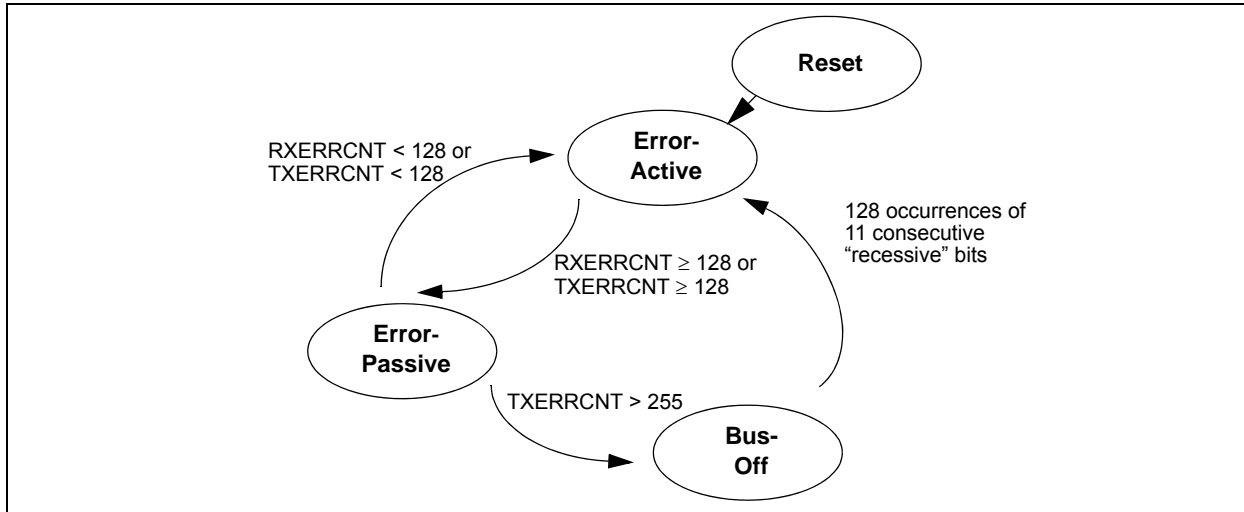 Reset
Error-
Active
RXERRCNT < 128 or
TXERRCNT < 128
128 occurrences of
11 consecutive
“recessive” bits
RXERRCNT ≥ 128 or
TXERRCNT ≥ 128
Error-
Passive
TXERRCNT > 255
Bus-
Off